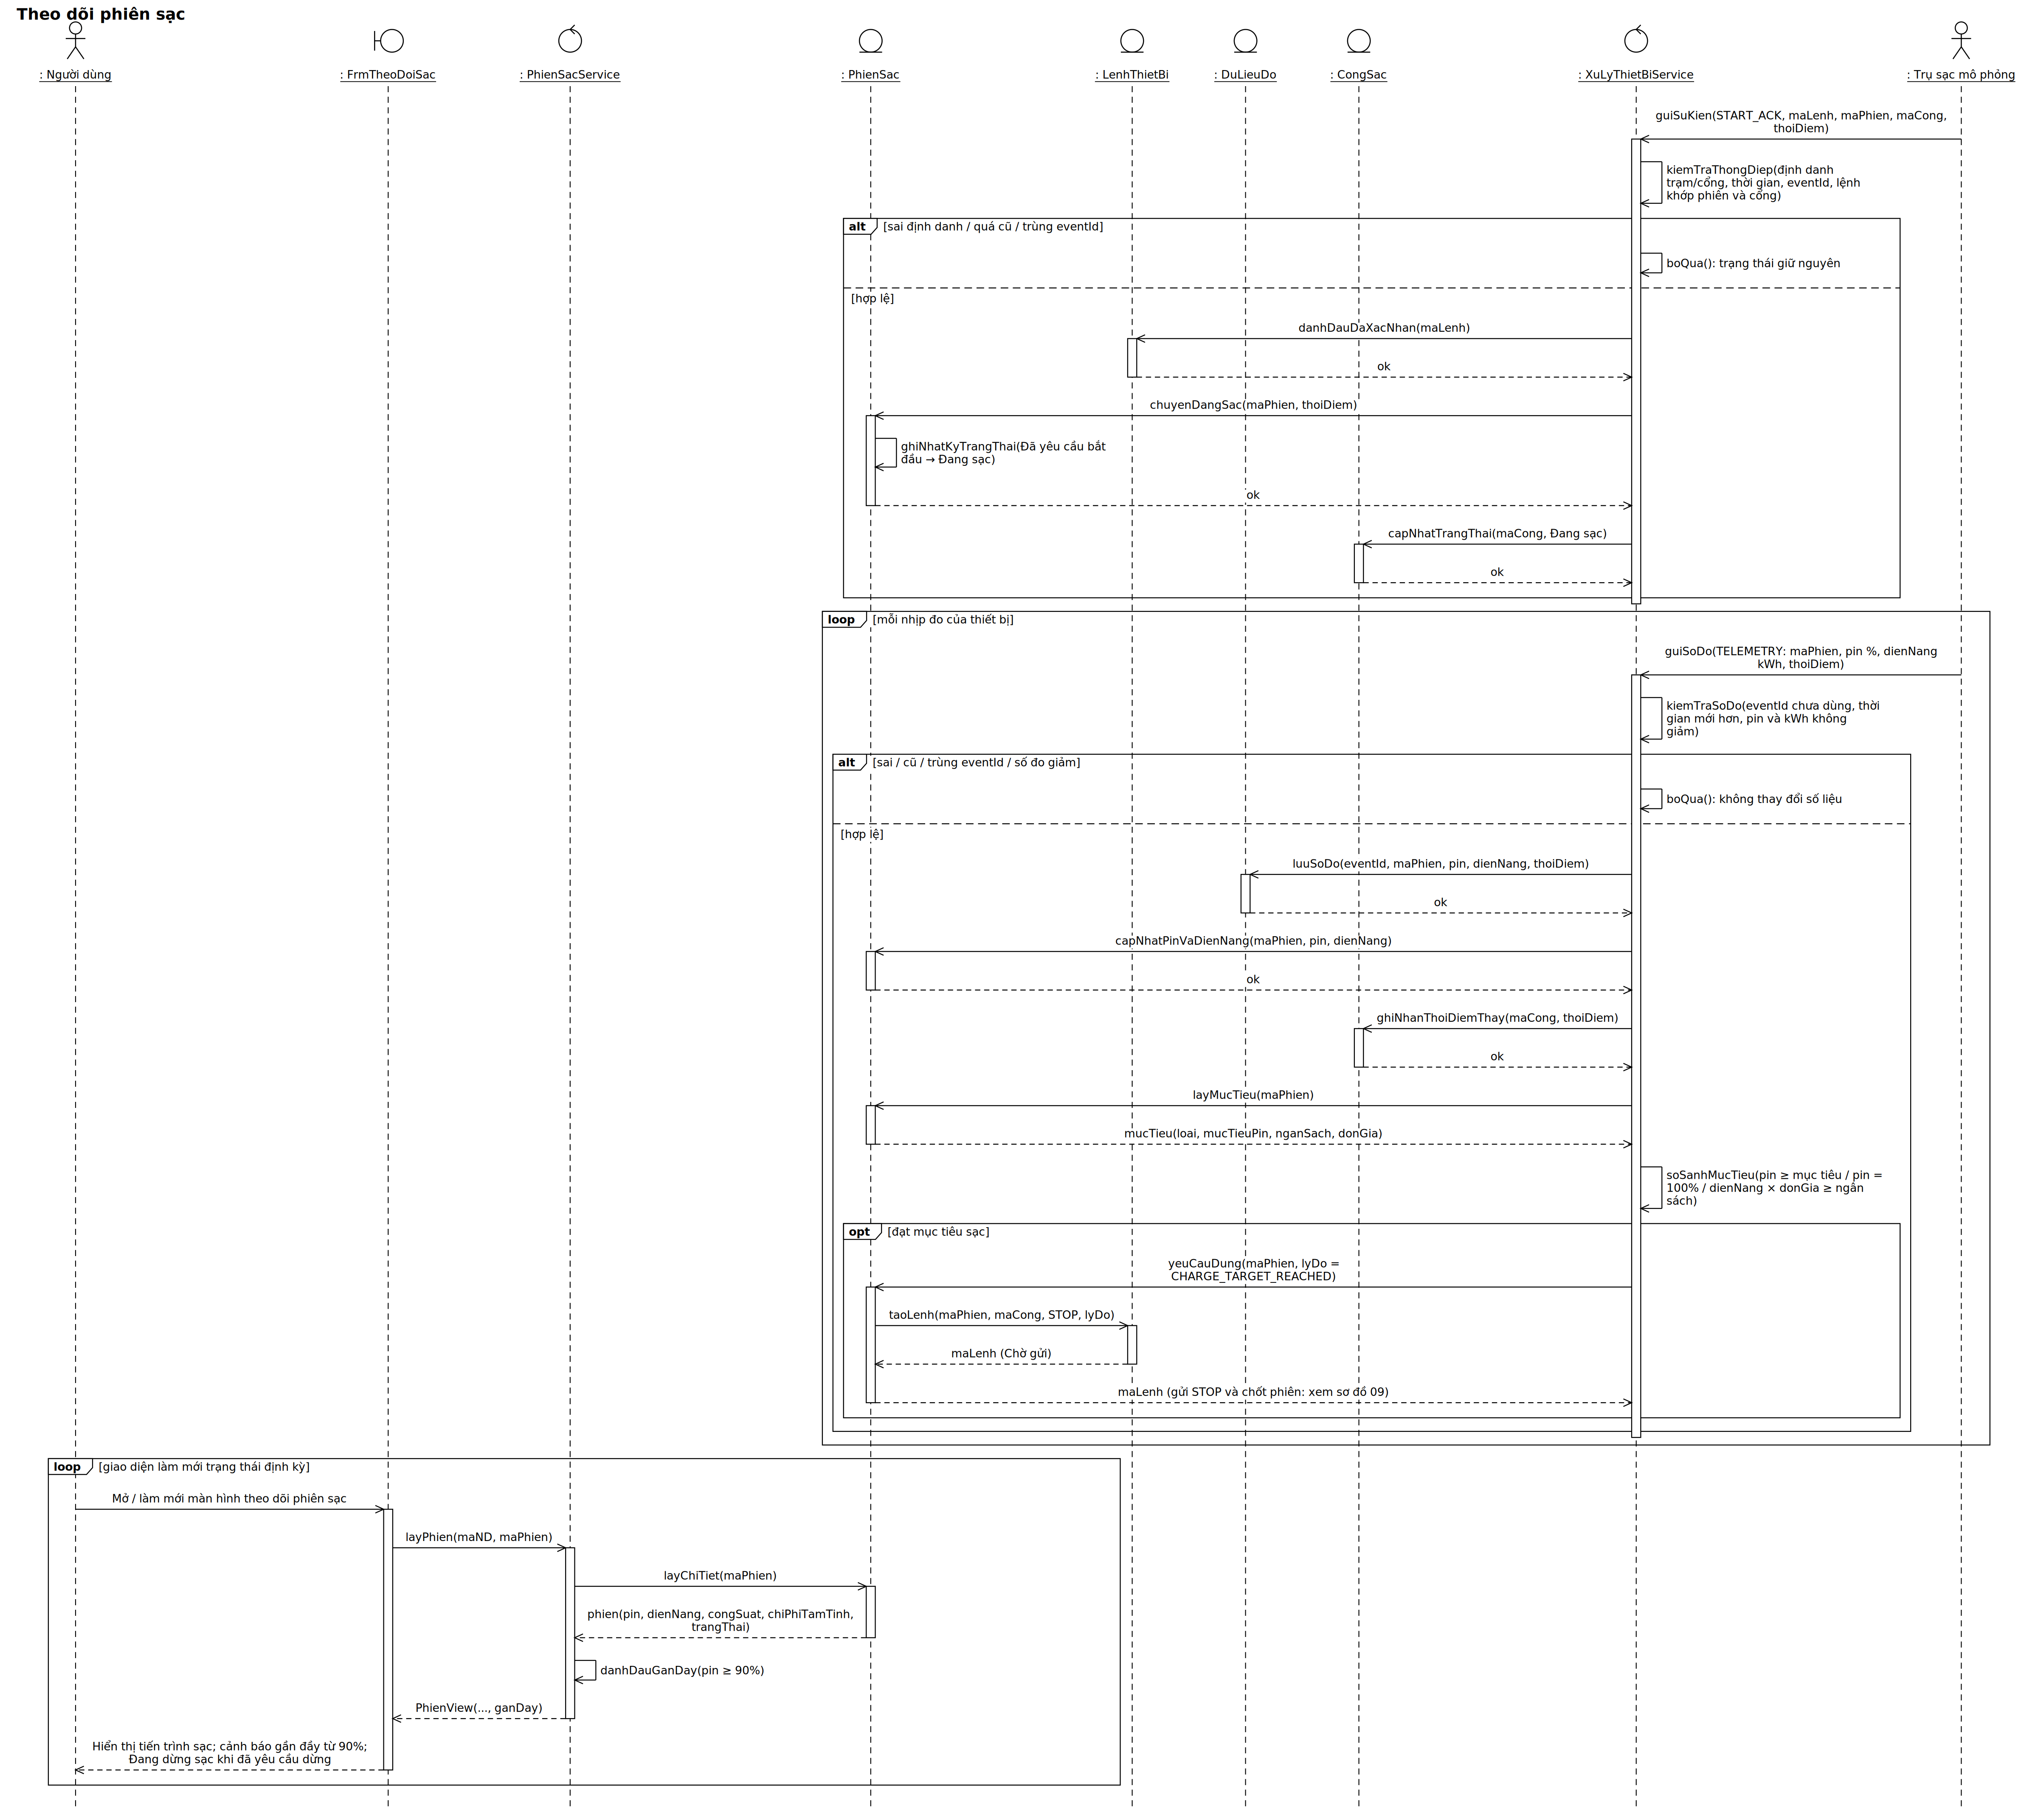 Theo dõi phiên sạc
: Người dùng
: FrmTheoDoiSac
: PhienSacService
: PhienSac
: LenhThietBi
: DuLieuDo
: CongSac
: XuLyThietBiService
: Trụ sạc mô phỏng
guiSuKien(START_ACK, maLenh, maPhien, maCong,
thoiDiem)
kiemTraThongDiep(định danh
trạm/cổng, thời gian, eventId, lệnh
khớp phiên và cổng)
alt
[sai định danh / quá cũ / trùng eventId]
boQua(): trạng thái giữ nguyên
[hợp lệ]
danhDauDaXacNhan(maLenh)
ok
chuyenDangSac(maPhien, thoiDiem)
ghiNhatKyTrangThai(Đã yêu cầu bắt
đầu → Đang sạc)
ok
capNhatTrangThai(maCong, Đang sạc)
ok
loop
[mỗi nhịp đo của thiết bị]
guiSoDo(TELEMETRY: maPhien, pin %, dienNang
kWh, thoiDiem)
kiemTraSoDo(eventId chưa dùng, thời
gian mới hơn, pin và kWh không
giảm)
alt
[sai / cũ / trùng eventId / số đo giảm]
boQua(): không thay đổi số liệu
[hợp lệ]
luuSoDo(eventId, maPhien, pin, dienNang, thoiDiem)
ok
capNhatPinVaDienNang(maPhien, pin, dienNang)
ok
ghiNhanThoiDiemThay(maCong, thoiDiem)
ok
layMucTieu(maPhien)
mucTieu(loai, mucTieuPin, nganSach, donGia)
soSanhMucTieu(pin ≥ mục tiêu / pin =
100% / dienNang × donGia ≥ ngân
sách)
opt
[đạt mục tiêu sạc]
yeuCauDung(maPhien, lyDo =
CHARGE_TARGET_REACHED)
taoLenh(maPhien, maCong, STOP, lyDo)
maLenh (Chờ gửi)
maLenh (gửi STOP và chốt phiên: xem sơ đồ 09)
loop
[giao diện làm mới trạng thái định kỳ]
Mở / làm mới màn hình theo dõi phiên sạc
layPhien(maND, maPhien)
layChiTiet(maPhien)
phien(pin, dienNang, congSuat, chiPhiTamTinh,
trangThai)
danhDauGanDay(pin ≥ 90%)
PhienView(..., ganDay)
Hiển thị tiến trình sạc; cảnh báo gần đầy từ 90%;
Đang dừng sạc khi đã yêu cầu dừng